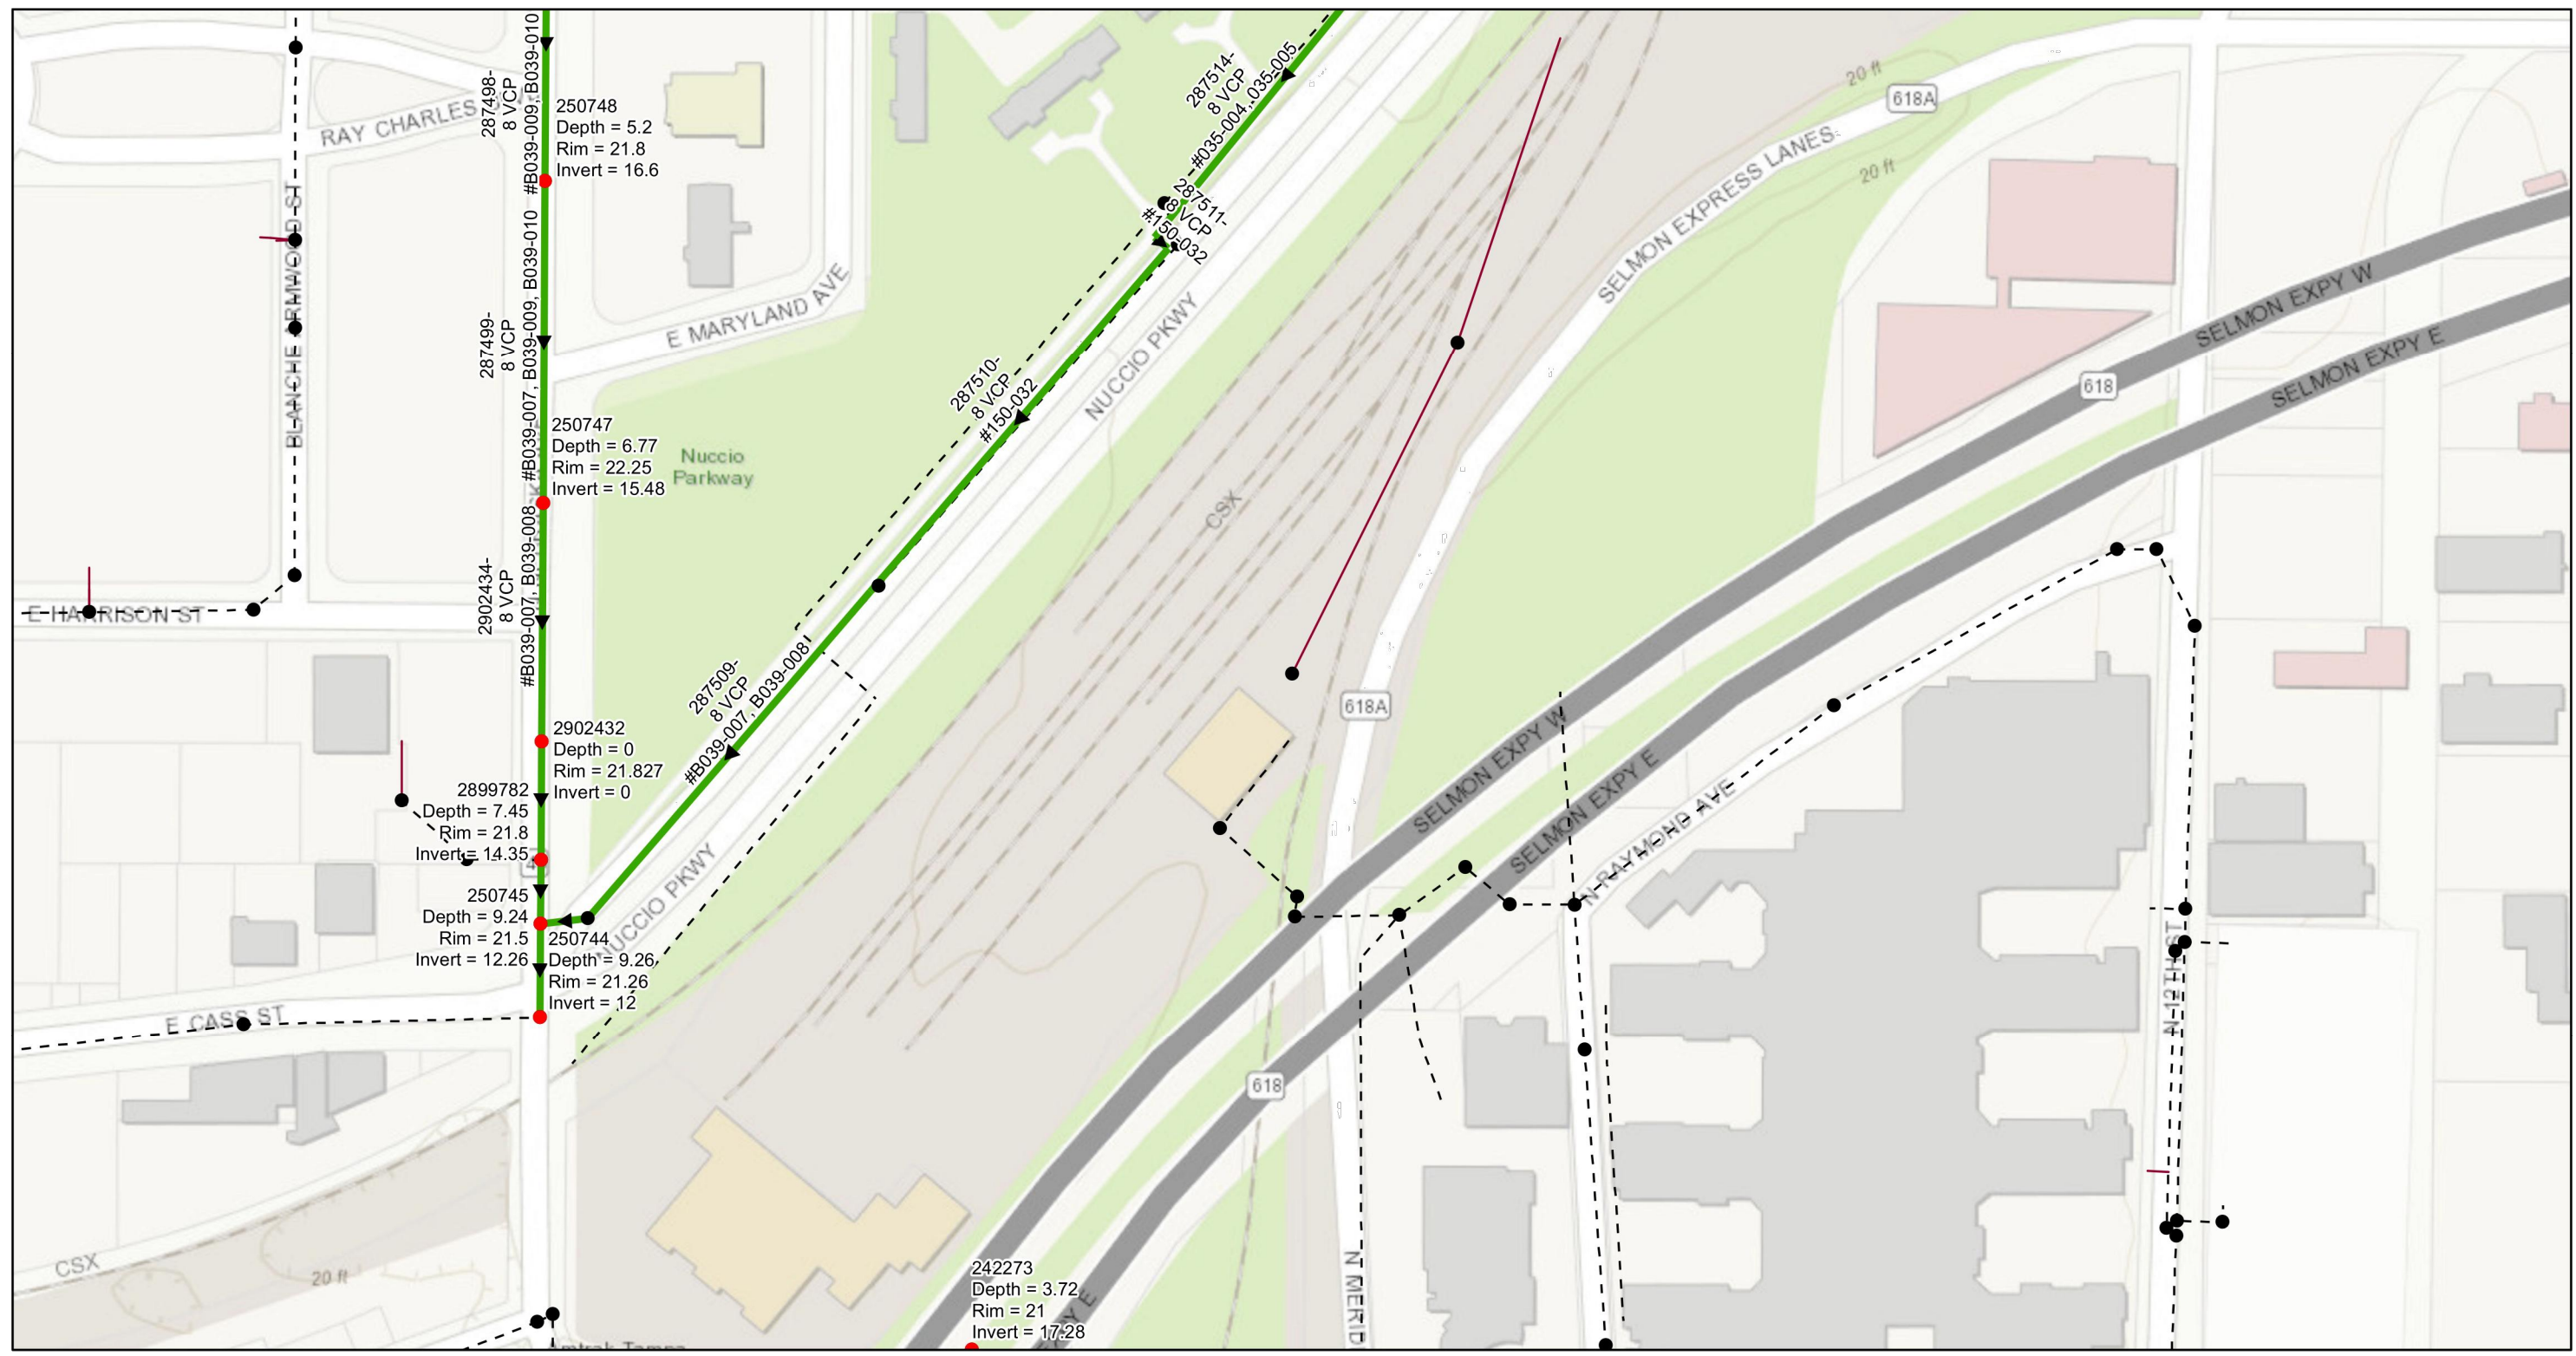 287498-
8 VCP
#B039-009, B039-010
250748
Depth = 5.2
Rim = 21.8
Invert = 16.6
RAY CHARLES
BLANCHE ARMWOOD ST
287499-
8 VCP
#B039-007, B039-009, B039-010
E MARYLAND AVE
250747
Depth = 6.77
Rim = 22.25
Invert = 15.48
Nuccio
Parkway
2902434-
8 VCP
#B039-007, B039-008
E HARRISON ST
287514-
8 VCP
#035-004, 035-005
287511-
8 VCP
#150-032
287510-
8 VCP
#150-032
NUCCIO PKWY
287509-
8 VCP
#B039-007, B039-008
CSX
20 ft
618A
20 ft
SELMON EXPRESS LANES
SELMON EXPY W
618
SELMON EXPY E
618A
2902432
Depth = 0
Rim = 21.827
Invert = 0
2899782
Depth = 7.45
Rim = 21.8
Invert = 14.35
250745
Depth = 9.24
Rim = 21.5
Invert = 12.26
250744
Depth = 9.26
Rim = 21.26
Invert = 12
NUCCIO PKWY
E CASS ST
SELMON EXPY W
SELMON EXPY E
N RAYMOND AVE
N 12TH ST
618
CSX
20 ft
N MERID
242273
Depth = 3.72
Rim = 21
Invert = 17.28
PY E
Amtrak Tampa